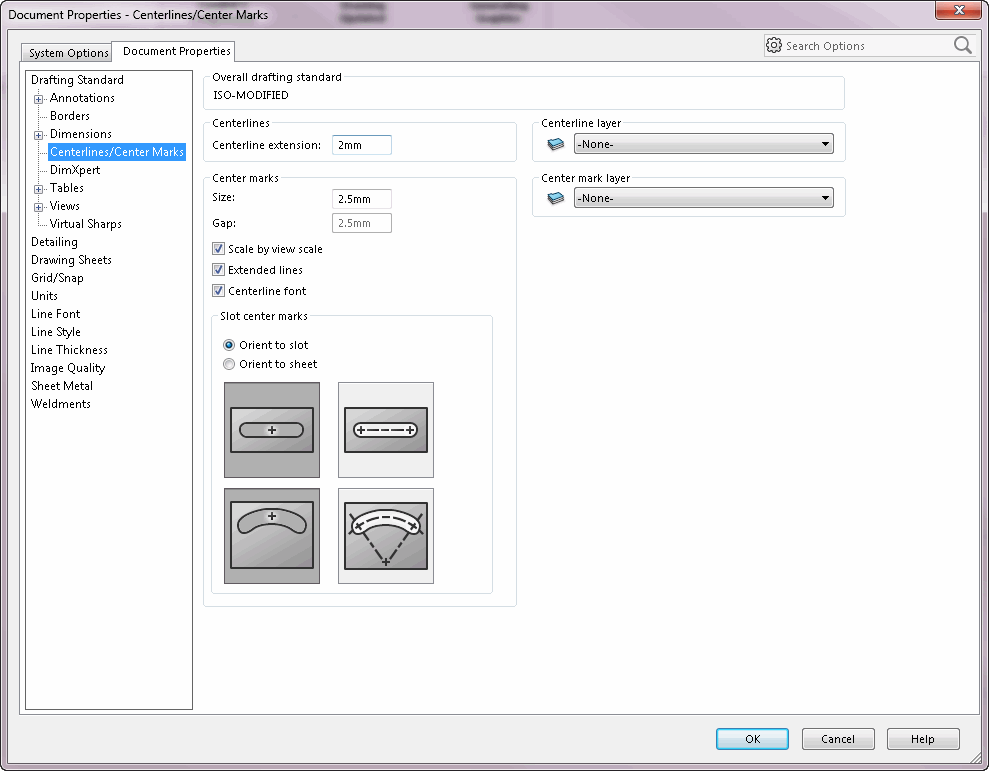 Document Properties - Centerlines/Center Marks
System Options
Document Properties
Search Options
Drafting Standard
Annotations
Borders
Dimensions
Centerlines/Center Marks
DimXpert
Tables
Views
Virtual Sharps
Detailing
Drawing Sheets
Grid/Snap
Units
Line Font
Line Style
Line Thickness
Image Quality
Sheet Metal
Weldments
Overall drafting standard
ISO-MODIFIED
Centerlines
Centerline extension: 2mm
Centerline layer
-None-
Center marks
Size: 2.5mm
Gap: 2.5mm
Scale by view scale
Extended lines
Centerline font
Center mark layer
-None-
Slot center marks
Orient to slot
Orient to sheet
OK
Cancel
Help